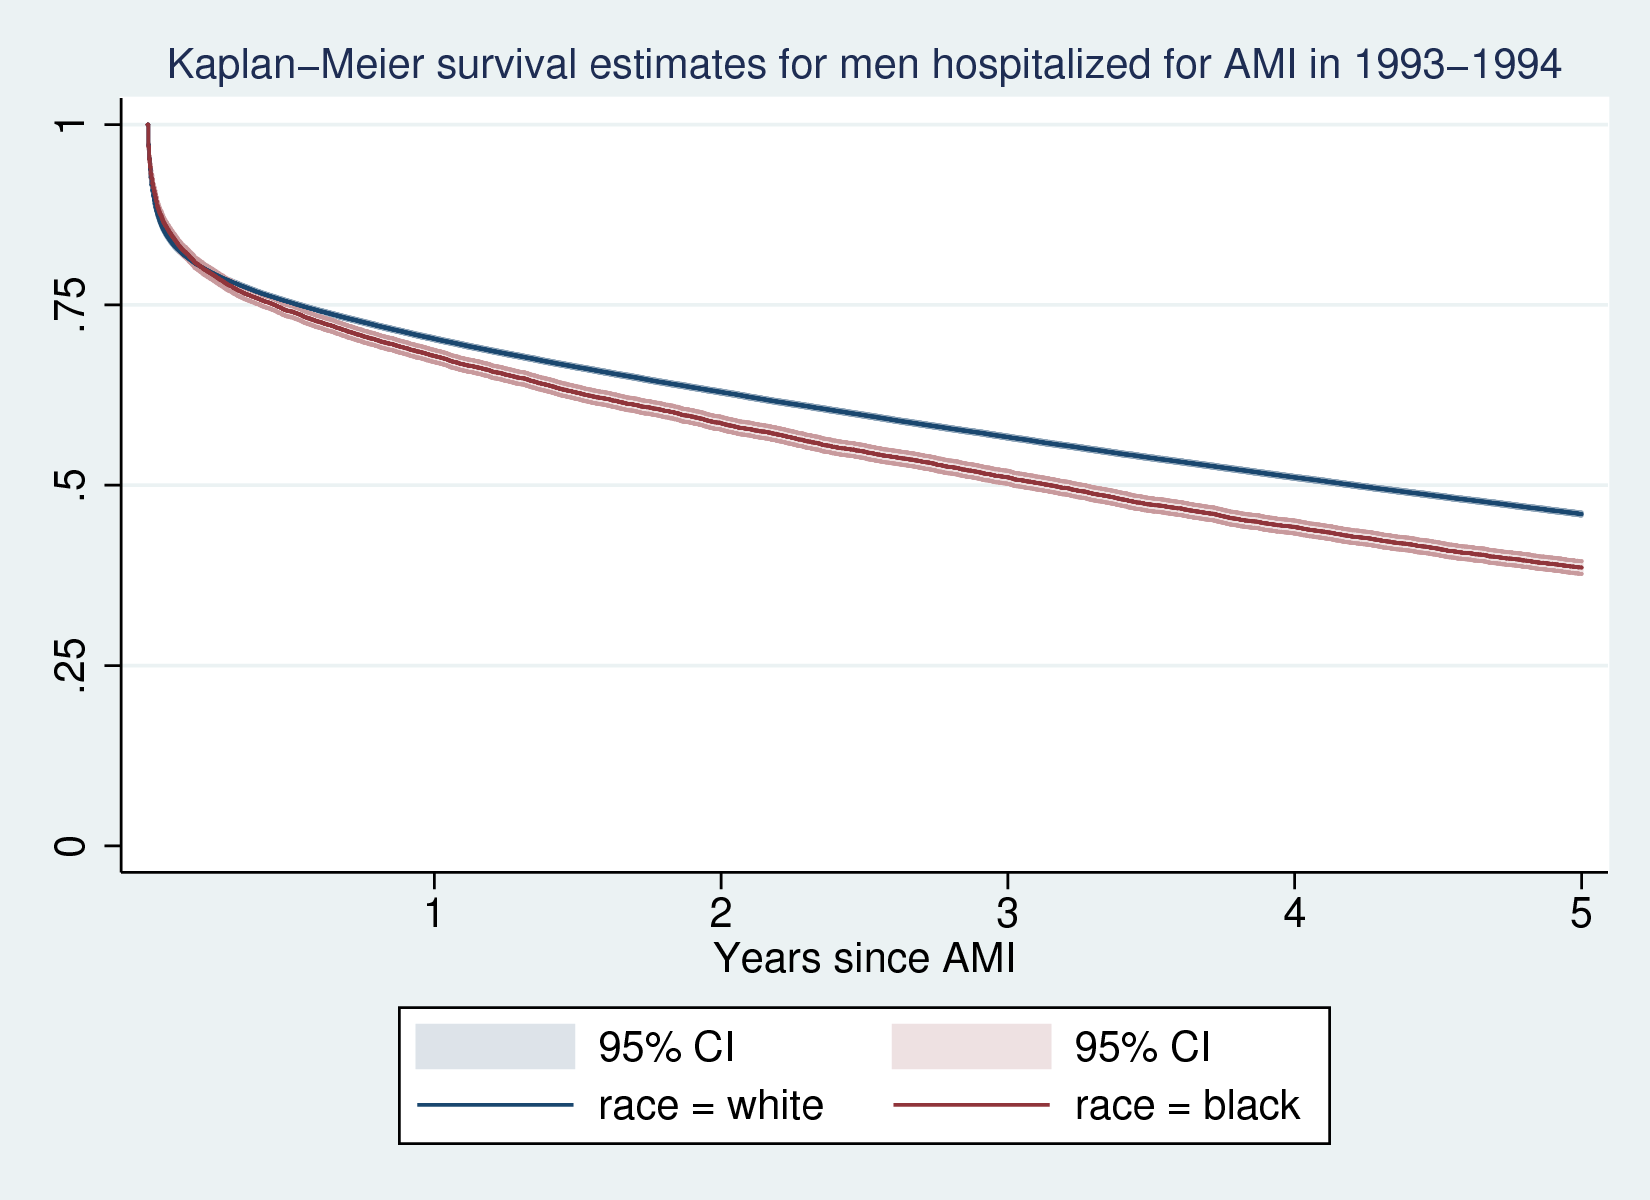 Kaplan–Meier survival estimates for men hospitalized for AMI in 1993–1994
1
.75
.5
.25
0
1 2 3 4 5
Years since AMI
95% CI 95% CI
race = white race = black